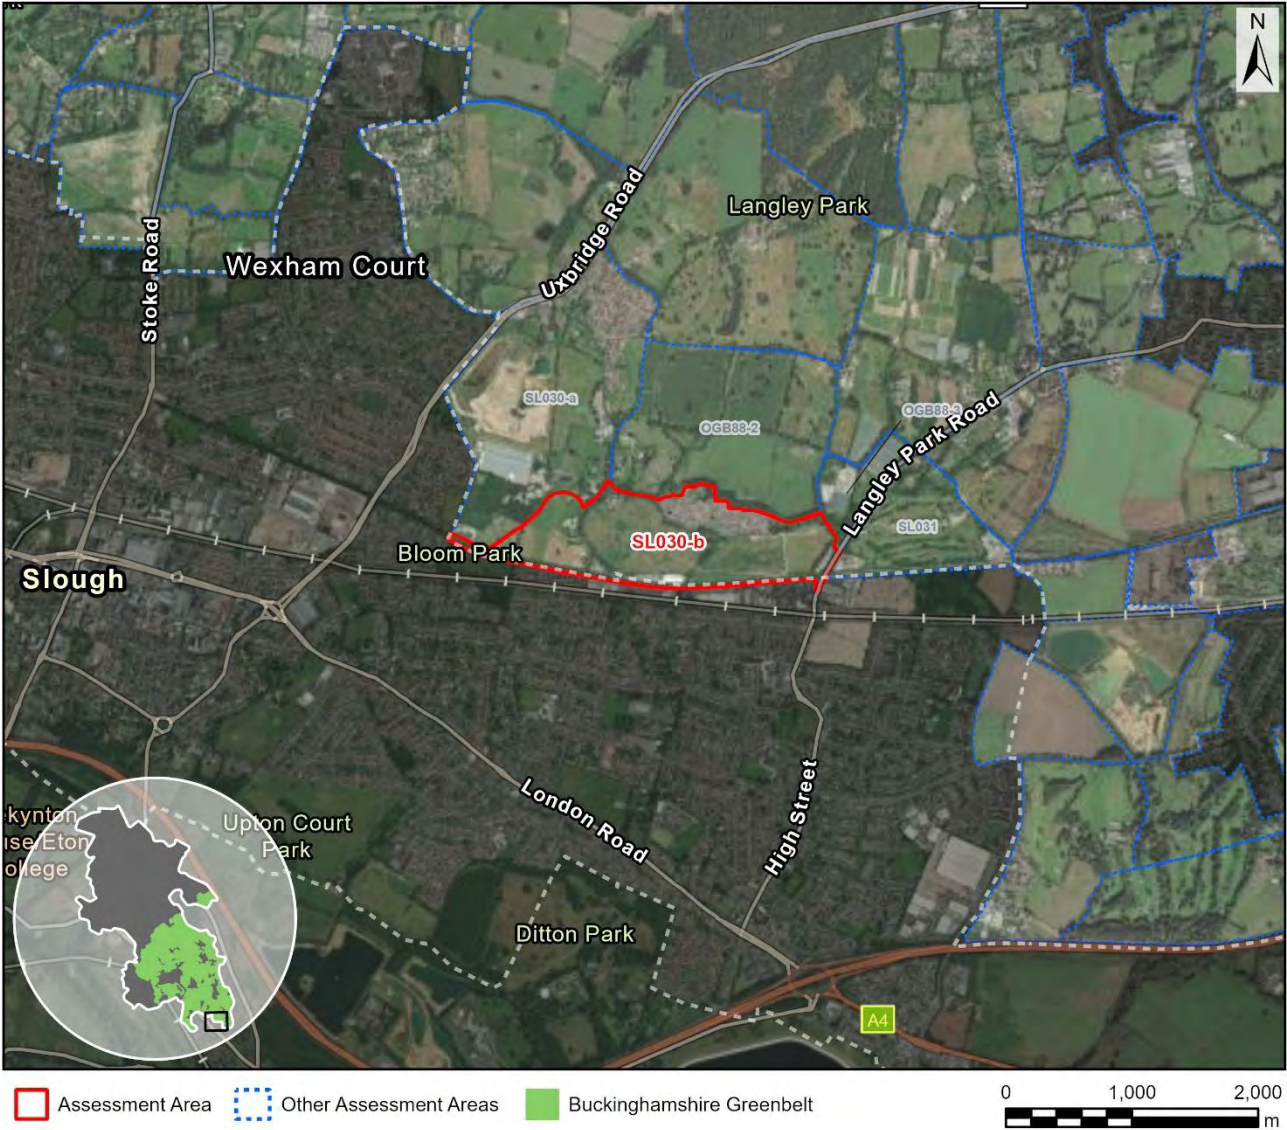 N
Langley Park
Uxbridge Road
Wexham Court
Stoke Road
SL030-a
OGB88-3
OGB88-2
Langley Park Road
SL031
SL030-b
Bloom Park
Slough
London Road
High Street
Upton Court
Park
Ditton Park
A4
Assessment Area
Other Assessment Areas
Buckinghamshire Greenbelt
0 1,000 2,000
m